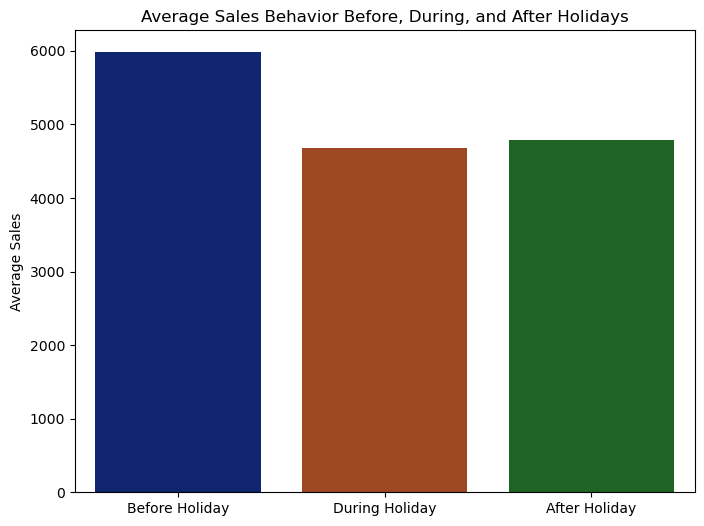 Average Sales Behavior Before, During, and After Holidays
Average Sales
6000
5000
4000
3000
2000
1000
0
Before Holiday
During Holiday
After Holiday